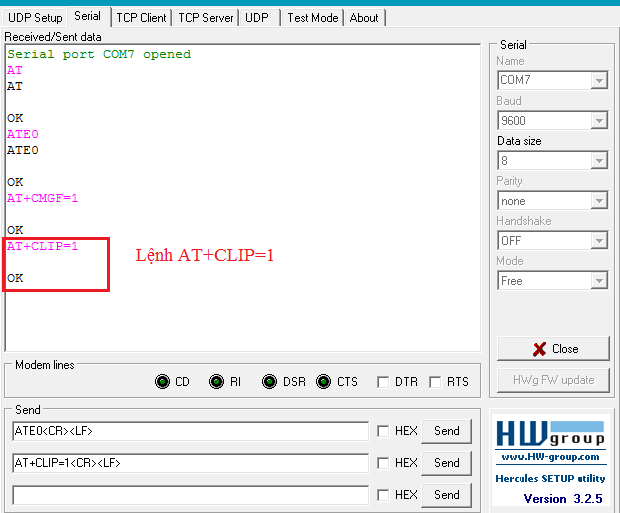 UDP Setup Serial TCP Client TCP Server UDP Test Mode About
Received/Sent data
Serial port COM7 opened
AT
AT
OK
ATE0
ATE0
OK
AT+CMGF=1
OK
AT+CLIP=1
OK
Lệnh AT+CLIP=1
Serial
Name
COM7
Baud
9600
Data size
8
Parity
none
Handshake
OFF
Mode
Free
Close
HWg FW update
Modem lines
CD RI DSR CTS DTR RTS
Send
ATE0<CR><LF> HEX Send
AT+CLIP=1<CR><LF> HEX Send
HEX Send
HWgroup
www.HW-group.com
Hercules SETUP utility
Version 3.2.5